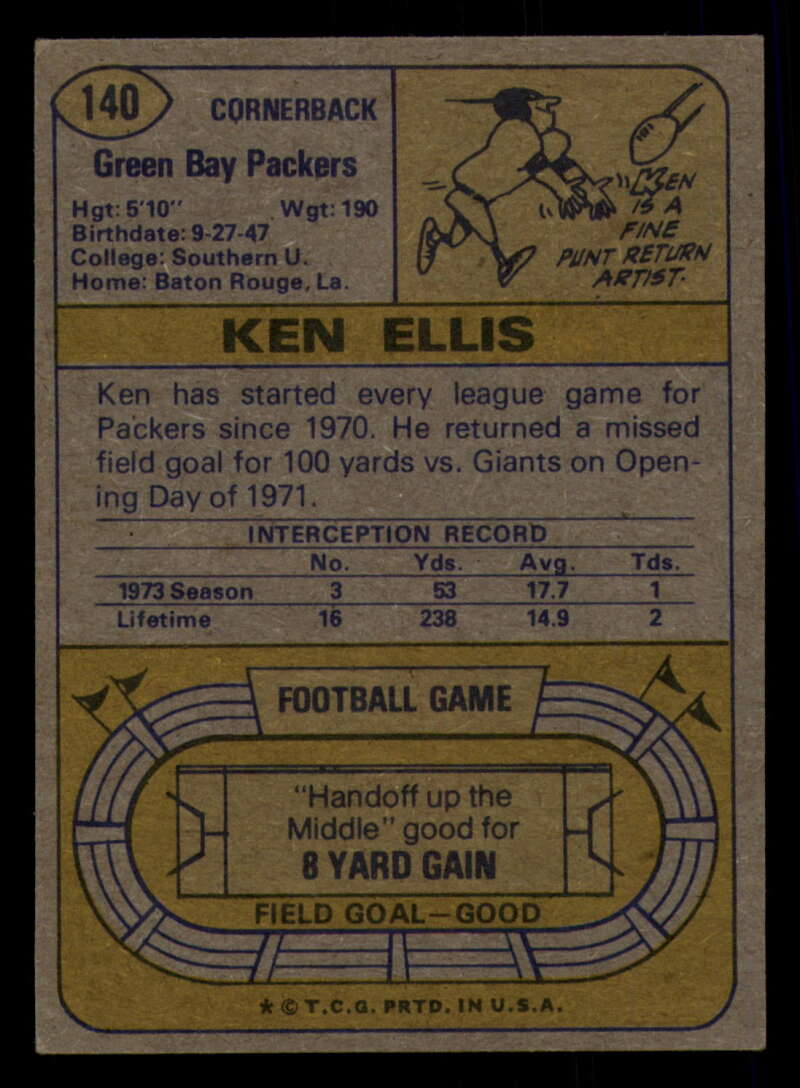 140
CORNERBACK
Green Bay Packers
Hgt: 5'10" Wgt: 190
Birthdate: 9-27-47
College: Southern U.
Home: Baton Rouge, La.
"KEN
IS A
FINE
PUNT RETURN
ARTIST.
KEN ELLIS
Ken has started every league game for
Packers since 1970. He returned a missed
field goal for 100 yards vs. Giants on Open-
ing Day of 1971.
INTERCEPTION RECORD
No. Yds. Avg. Tds.
1973 Season 3 53 17.7 1
Lifetime 16 238 14.9 2
FOOTBALL GAME
"Handoff up the
Middle" good for
8 YARD GAIN
FIELD GOAL—GOOD
* © T.C.G. PRTD. IN U.S.A.